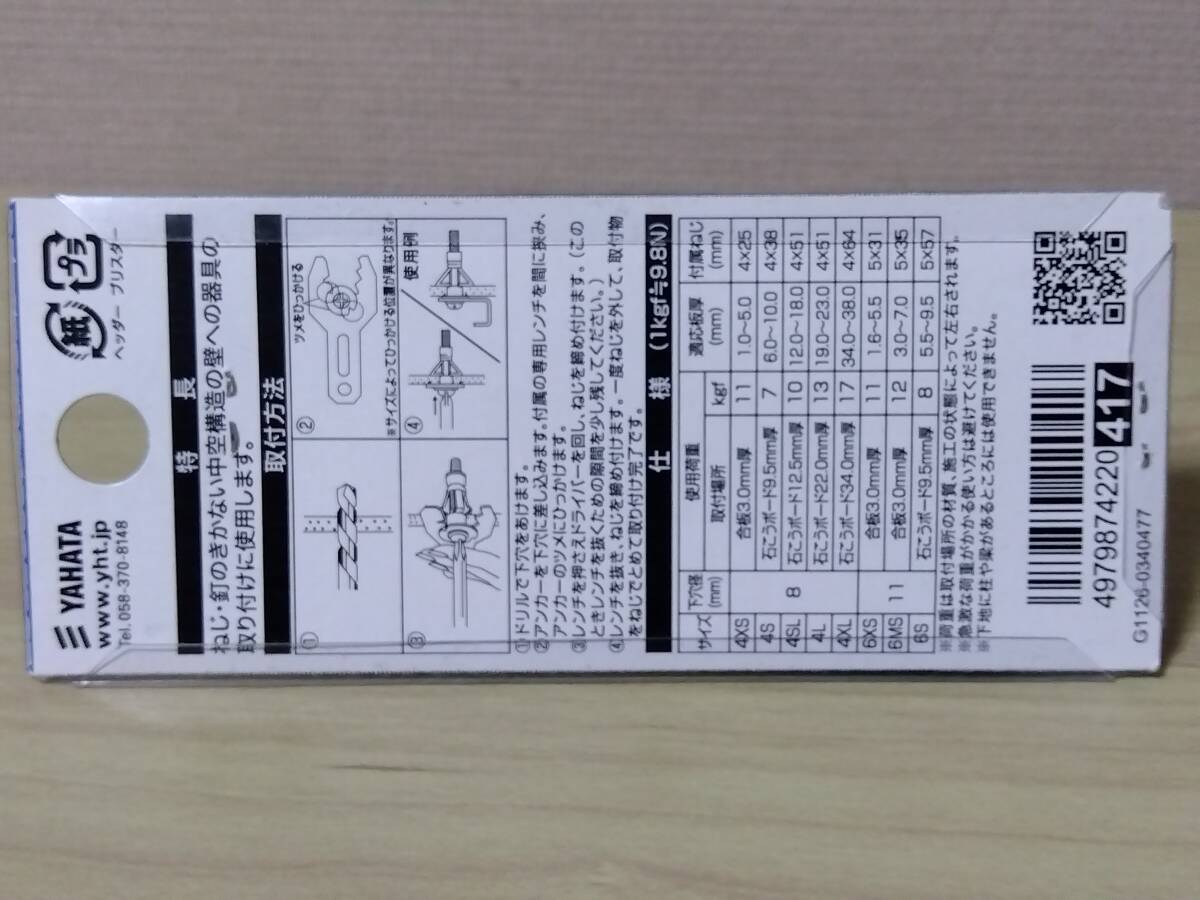 YAHATA
www.yht.jp
Tel.058-370-8148
紙
プラ
ヘッダー ブリスター
特 長
ねじ・釘のきかない中空構造の壁への器具の
取り付けに使用します。
取付方法
①
②
ツメをひっかける
※サイズによってひっかける位置が異なります。
③
④
使用例
①ドリルで下穴をあけます。
②アンカーを下穴に差し込みます。付属の専用レンチを間に挟み、
アンカーのツメにひっかけます。
③レンチを押さえドライバーを回し、ねじを締め付けます。(この
ときレンチを抜くための隙間を少し残してください。)
④レンチを抜き、ねじを締め付けます。一度ねじを外して、取付物
をねじでとめて取り付け完了です。
仕 様 (1kgf≒9.8N)
サイズ 下穴径(mm) 使用荷重 取付場所 kgf 適応板厚(mm) 付属ねじ(mm)
4XS 8 合板3.0mm厚 11 1.0~5.0 4×25
4S 石こうボード9.5mm厚 7 6.0~10.0 4×38
4SL 石こうボード12.5mm厚 10 12.0~18.0 4×51
4L 石こうボード22.0mm厚 13 19.0~23.0 4×51
4XL 石こうボード34.0mm厚 17 34.0~38.0 4×64
6XS 11 合板3.0mm厚 11 1.6~5.5 5×31
6MS 合板3.0mm厚 12 3.0~7.0 5×35
6S 石こうボード9.5mm厚 8 5.5~9.5 5×57
※荷重は取付場所の材質、施工の状態によって左右されます。
※急激な荷重がかかる使い方は避けてください。
※下地に柱や梁があるところには使用できません。
4979874220417
G1126-0340477